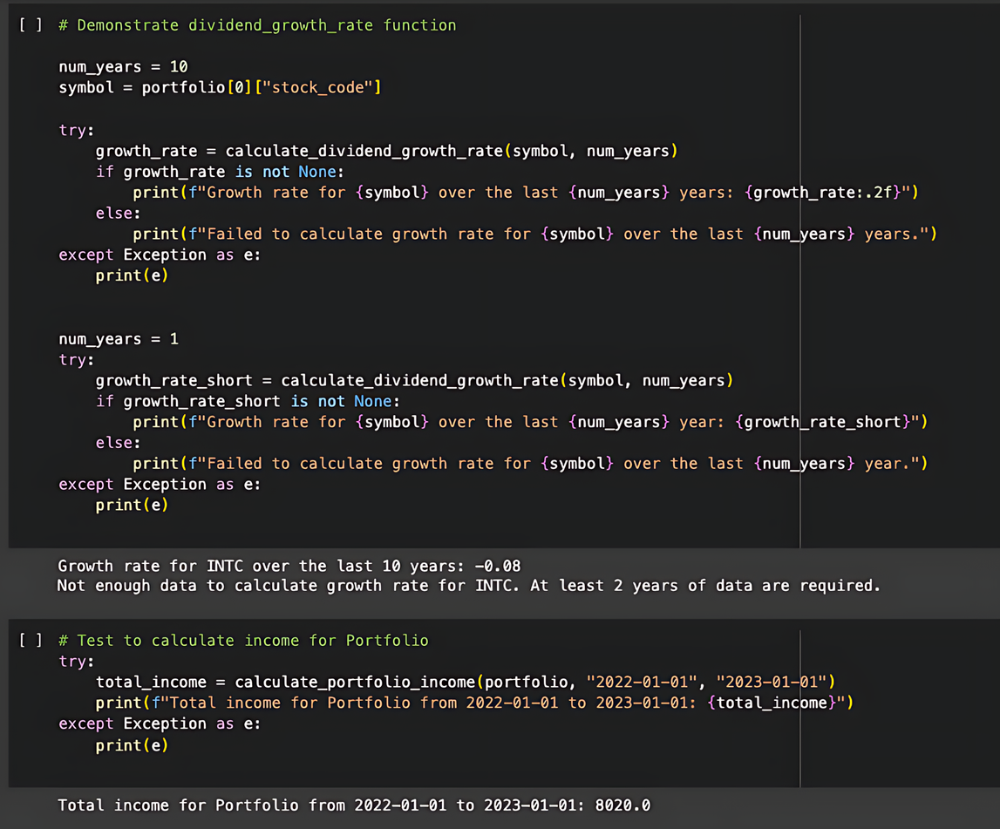 [ ] # Demonstrate dividend_growth_rate function
num_years = 10
symbol = portfolio[0]["stock_code"]
try:
    growth_rate = calculate_dividend_growth_rate(symbol, num_years)
    if growth_rate is not None:
        print(f"Growth rate for {symbol} over the last {num_years} years: {growth_rate:.2f}")
    else:
        print(f"Failed to calculate growth rate for {symbol} over the last {num_years} years.")
except Exception as e:
    print(e)
num_years = 1
try:
    growth_rate_short = calculate_dividend_growth_rate(symbol, num_years)
    if growth_rate_short is not None:
        print(f"Growth rate for {symbol} over the last {num_years} year: {growth_rate_short}")
    else:
        print(f"Failed to calculate growth rate for {symbol} over the last {num_years} year.")
except Exception as e:
    print(e)
Growth rate for INTC over the last 10 years: -0.08
Not enough data to calculate growth rate for INTC. At least 2 years of data are required.
[ ] # Test to calculate income for Portfolio
try:
    total_income = calculate_portfolio_income(portfolio, "2022-01-01", "2023-01-01")
    print(f"Total income for Portfolio from 2022-01-01 to 2023-01-01: {total_income}")
except Exception as e:
    print(e)
Total income for Portfolio from 2022-01-01 to 2023-01-01: 8020.0